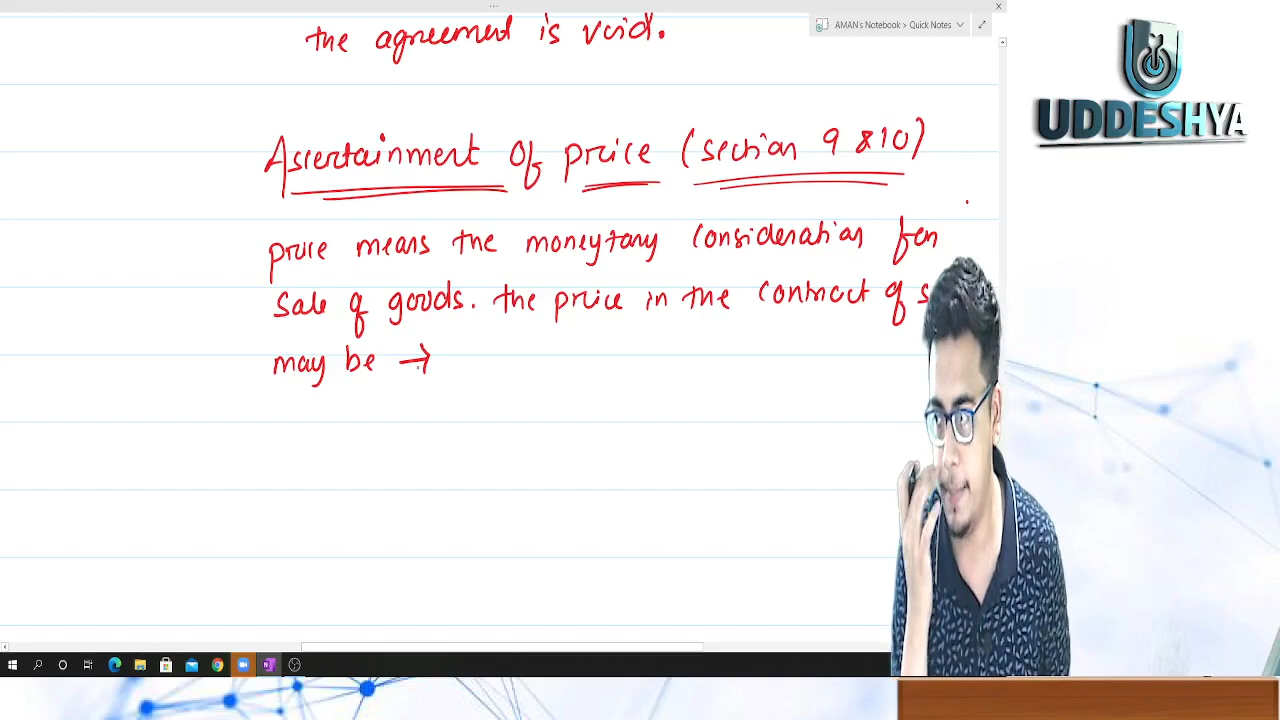 the agreement is void.
AMAN's Notebook > Quick Notes
UDDESHYA
Ascertainment of price (section 9 & 10)
price means the moneytary consideration for
sale of goods. the price in the contract of s
may be →